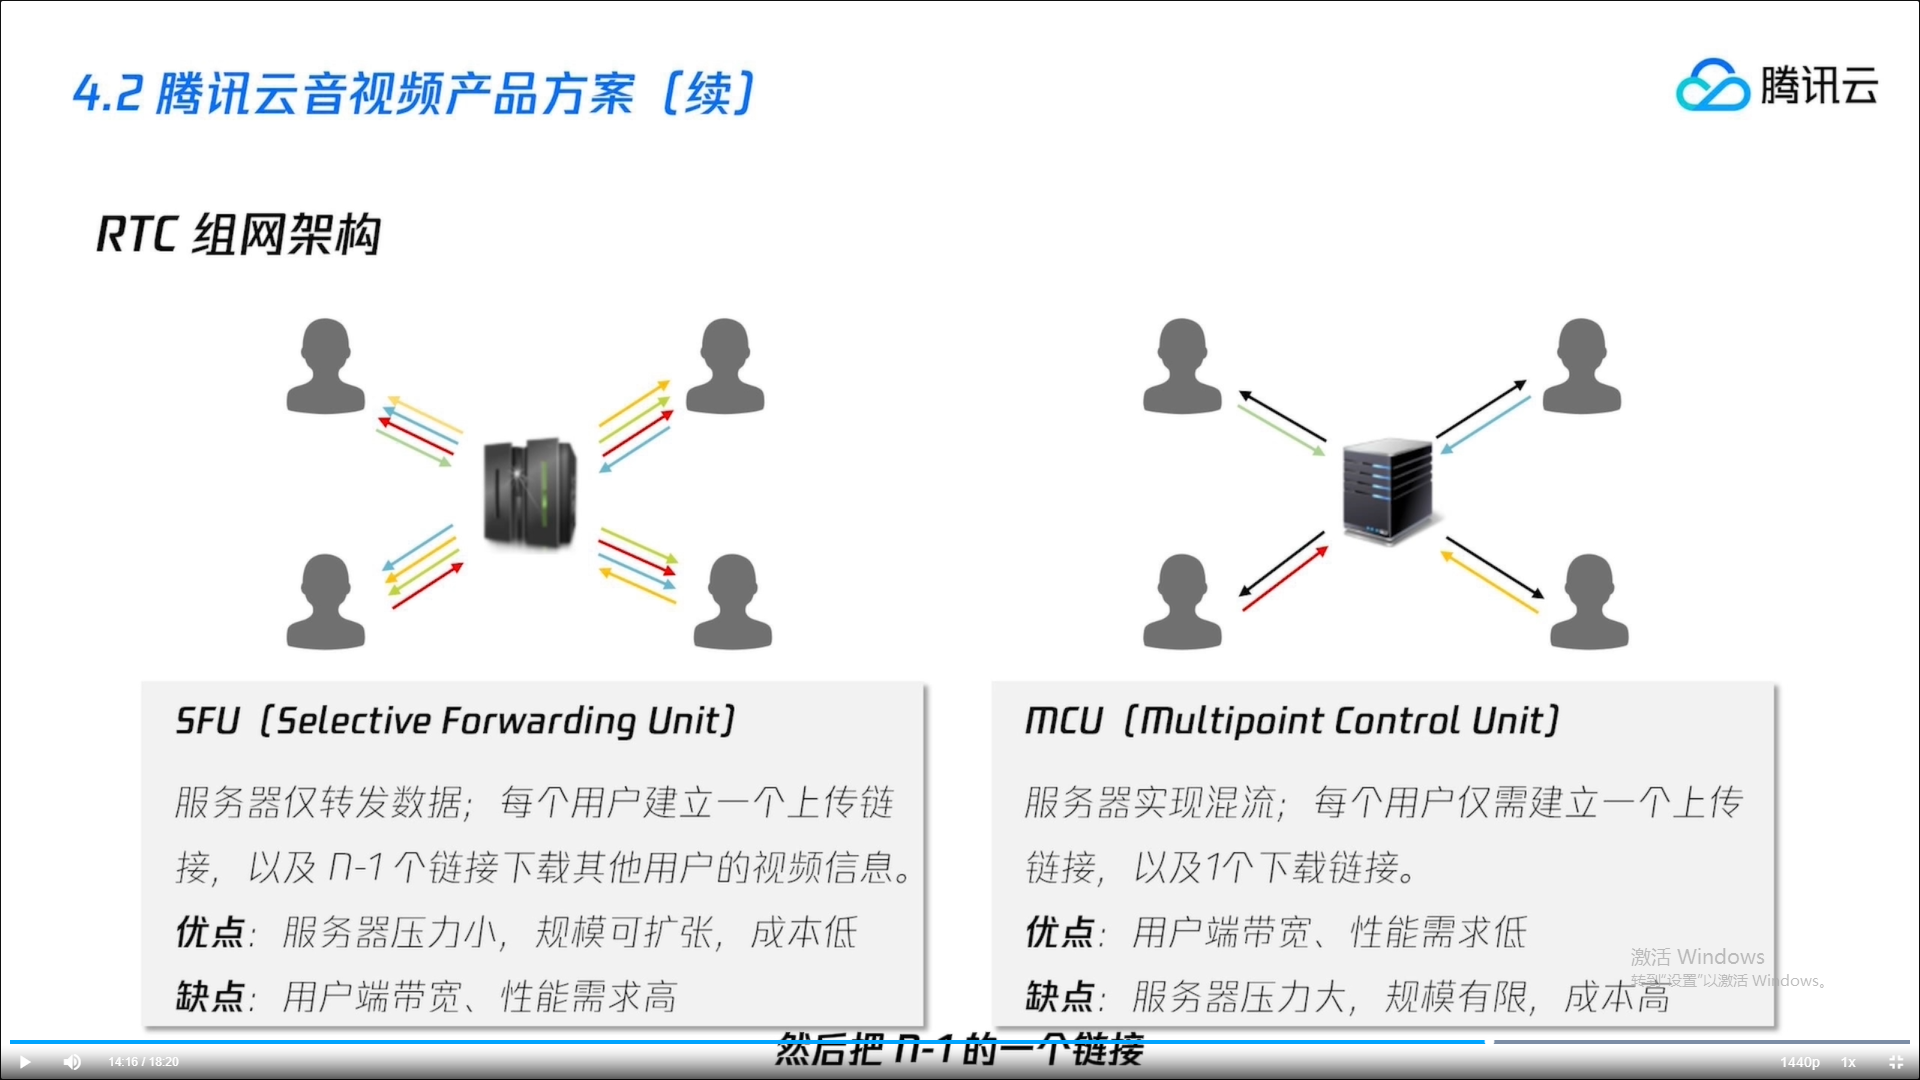 4.2 腾讯云音视频产品方案（续）
腾讯云
RTC 组网架构
SFU（Selective Forwarding Unit）
服务器仅转发数据；每个用户建立一个上传链
接，以及 n-1 个链接下载其他用户的视频信息。
优点：服务器压力小，规模可扩张，成本低
缺点：用户端带宽、性能需求高
MCU（Multipoint Control Unit）
服务器实现混流；每个用户仅需建立一个上传
链接，以及1个下载链接。
优点：用户端带宽、性能需求低
缺点：服务器压力大，规模有限，成本高
激活 Windows
转到"设置"以激活 Windows。
然后把 n-1 的一个链接
14:16 / 18:20
1440p 1x